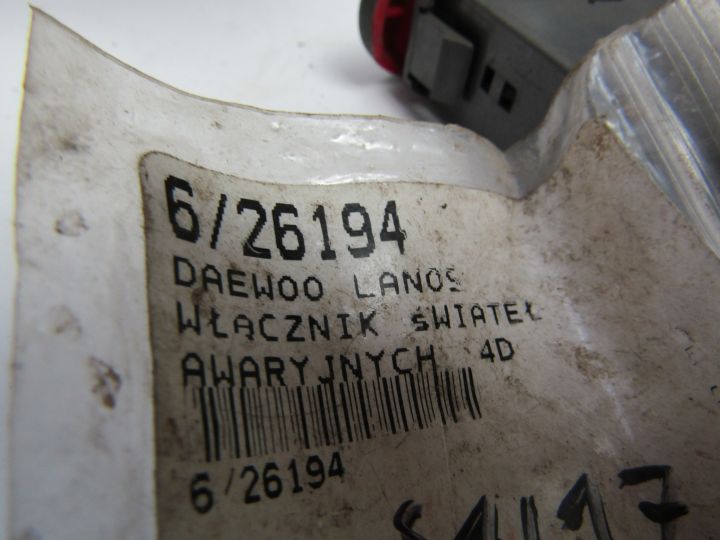 6/26194
DAEWOO LANOS
WŁĄCZNIK ŚWIATEŁ
AWARYJNYCH 4D
6/26194